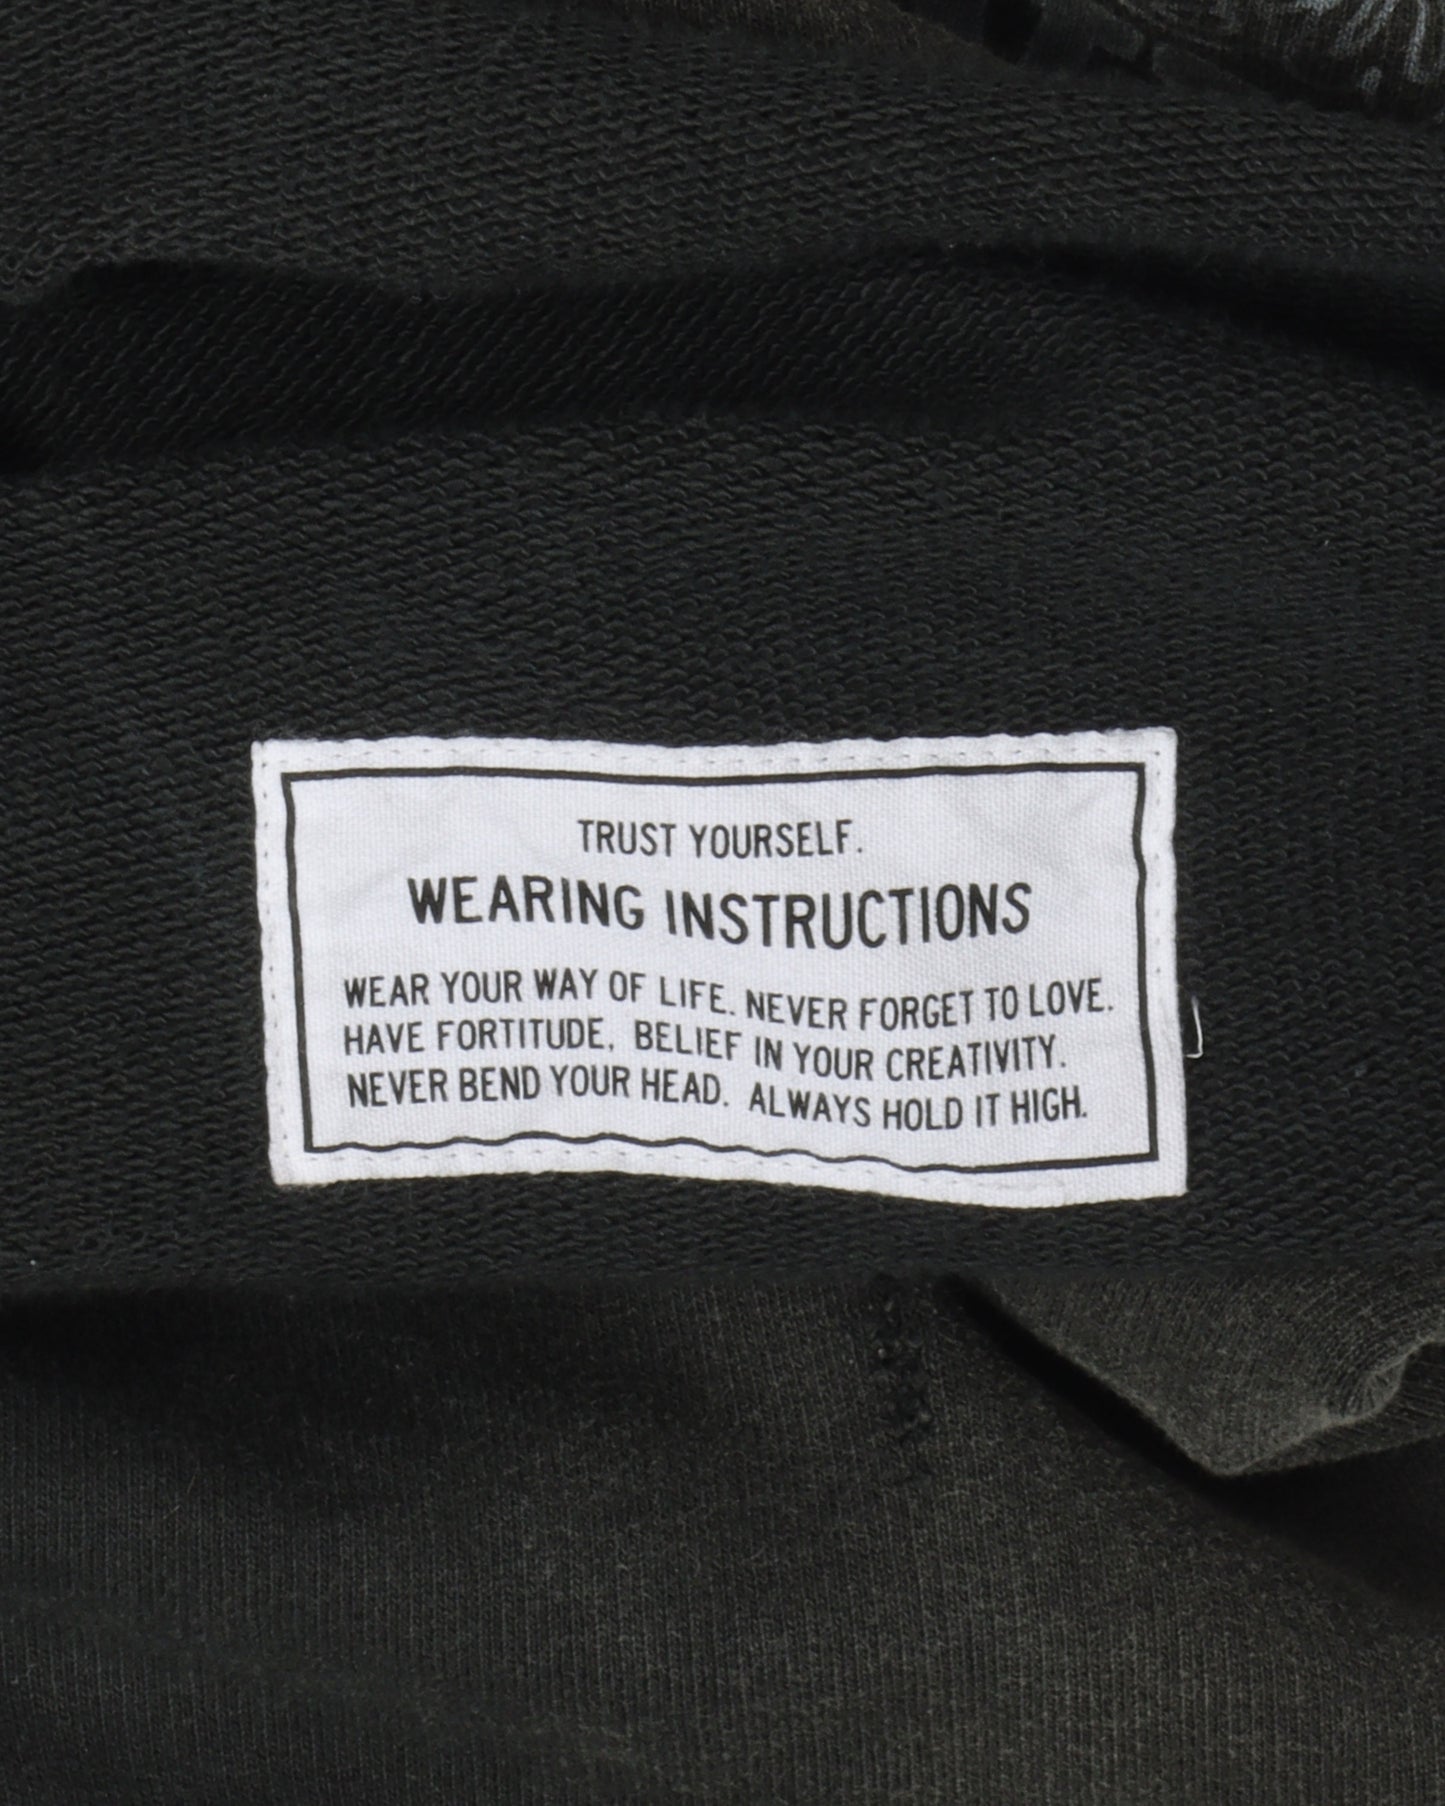 TRUST YOURSELF.
WEARING INSTRUCTIONS
WEAR YOUR WAY OF LIFE. NEVER FORGET TO LOVE.
HAVE FORTITUDE, BELIEF IN YOUR CREATIVITY.
NEVER BEND YOUR HEAD. ALWAYS HOLD IT HIGH.